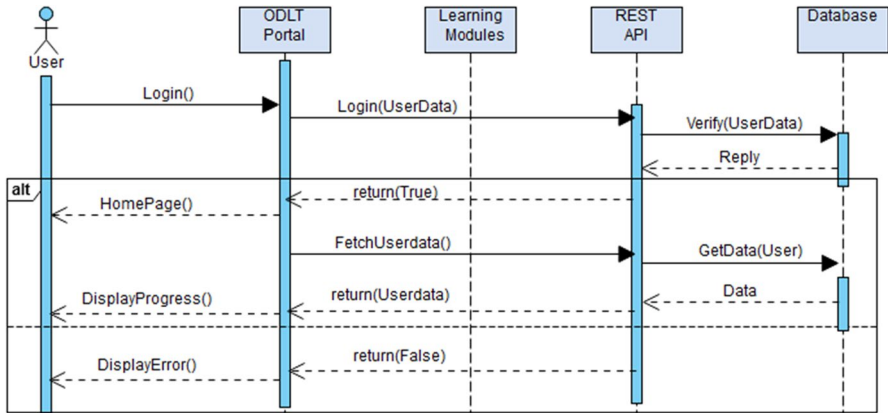 ODLT
Portal
Learning
Modules
REST
API
Database
User
Login()
Login(UserData)
Verify(UserData)
Reply
alt
return(True)
HomePage()
FetchUserdata()
GetData(User)
Data
return(Userdata)
DisplayProgress()
return(False)
DisplayError()